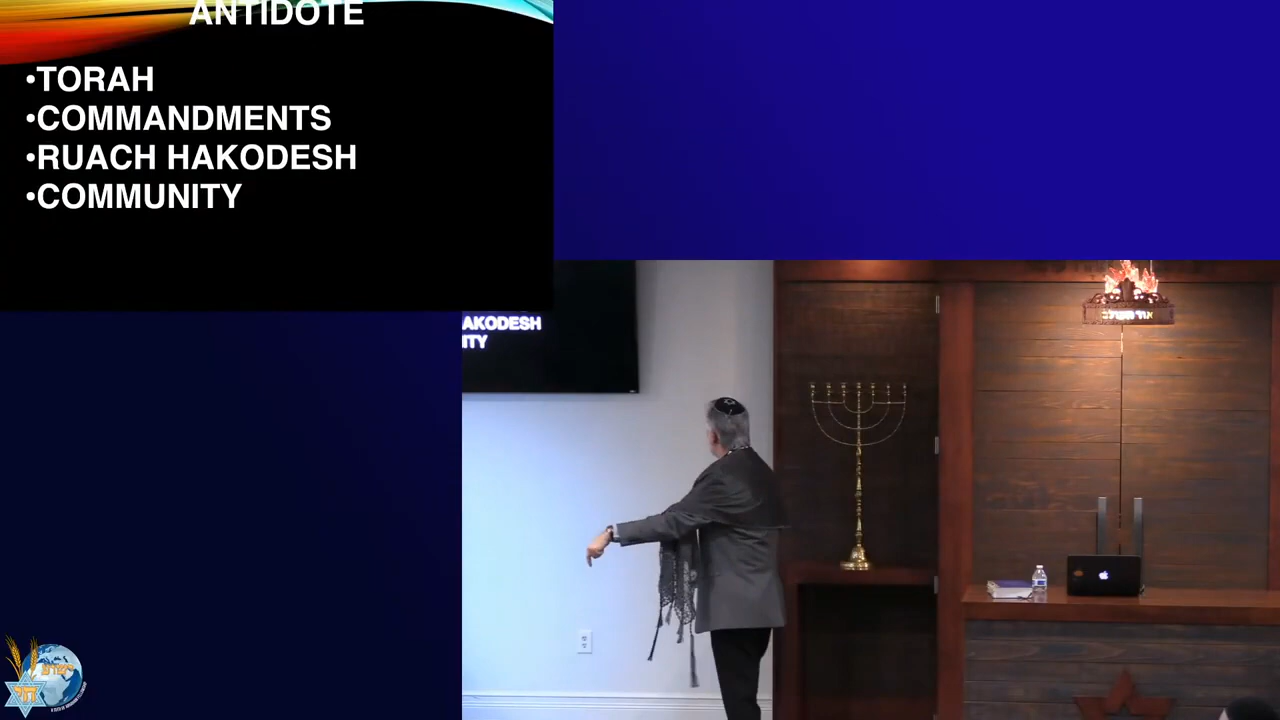 ANTIDOTE
•TORAH
•COMMANDMENTS
•RUACH HAKODESH
•COMMUNITY
AKODESH
ITY